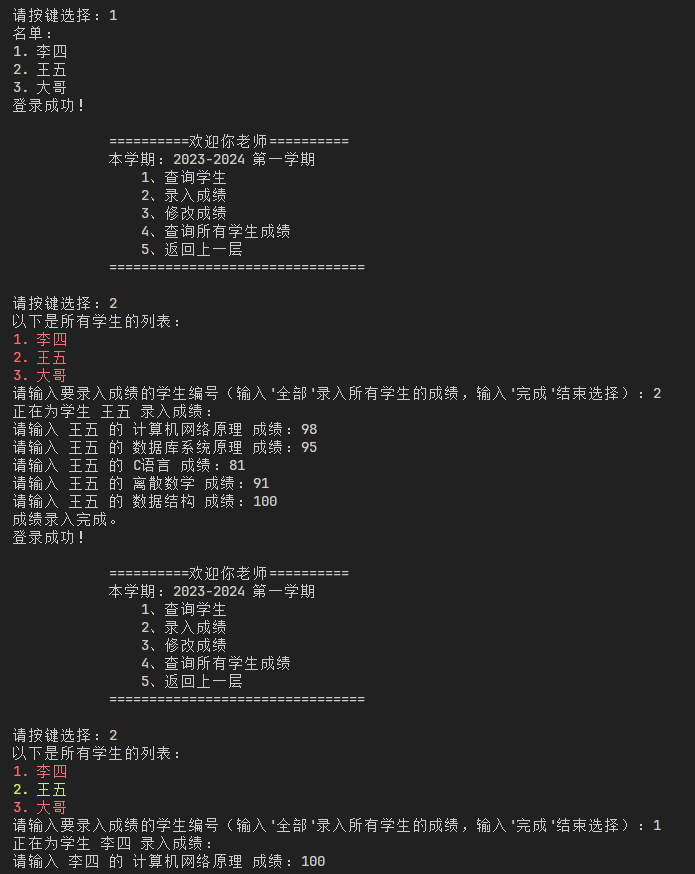 请按键选择：1
名单：
1. 李四
2. 王五
3. 大哥
登录成功！
==========欢迎你老师==========
本学期：2023-2024 第一学期
1、查询学生
2、录入成绩
3、修改成绩
4、查询所有学生成绩
5、返回上一层
================================
请按键选择：2
以下是所有学生的列表：
1. 李四
2. 王五
3. 大哥
请输入要录入成绩的学生编号（输入'全部'录入所有学生的成绩，输入'完成'结束选择）：2
正在为学生 王五 录入成绩：
请输入 王五 的 计算机网络原理 成绩：98
请输入 王五 的 数据库系统原理 成绩：95
请输入 王五 的 C语言 成绩：81
请输入 王五 的 离散数学 成绩：91
请输入 王五 的 数据结构 成绩：100
成绩录入完成。
登录成功！
==========欢迎你老师==========
本学期：2023-2024 第一学期
1、查询学生
2、录入成绩
3、修改成绩
4、查询所有学生成绩
5、返回上一层
================================
请按键选择：2
以下是所有学生的列表：
1. 李四
2. 王五
3. 大哥
请输入要录入成绩的学生编号（输入'全部'录入所有学生的成绩，输入'完成'结束选择）：1
正在为学生 李四 录入成绩：
请输入 李四 的 计算机网络原理 成绩：100